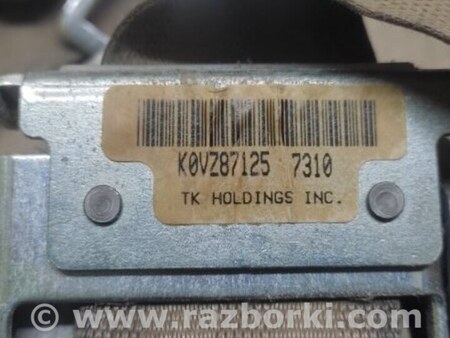 K0VZ87125 7310
TK HOLDINGS INC.
© www.razborki.com